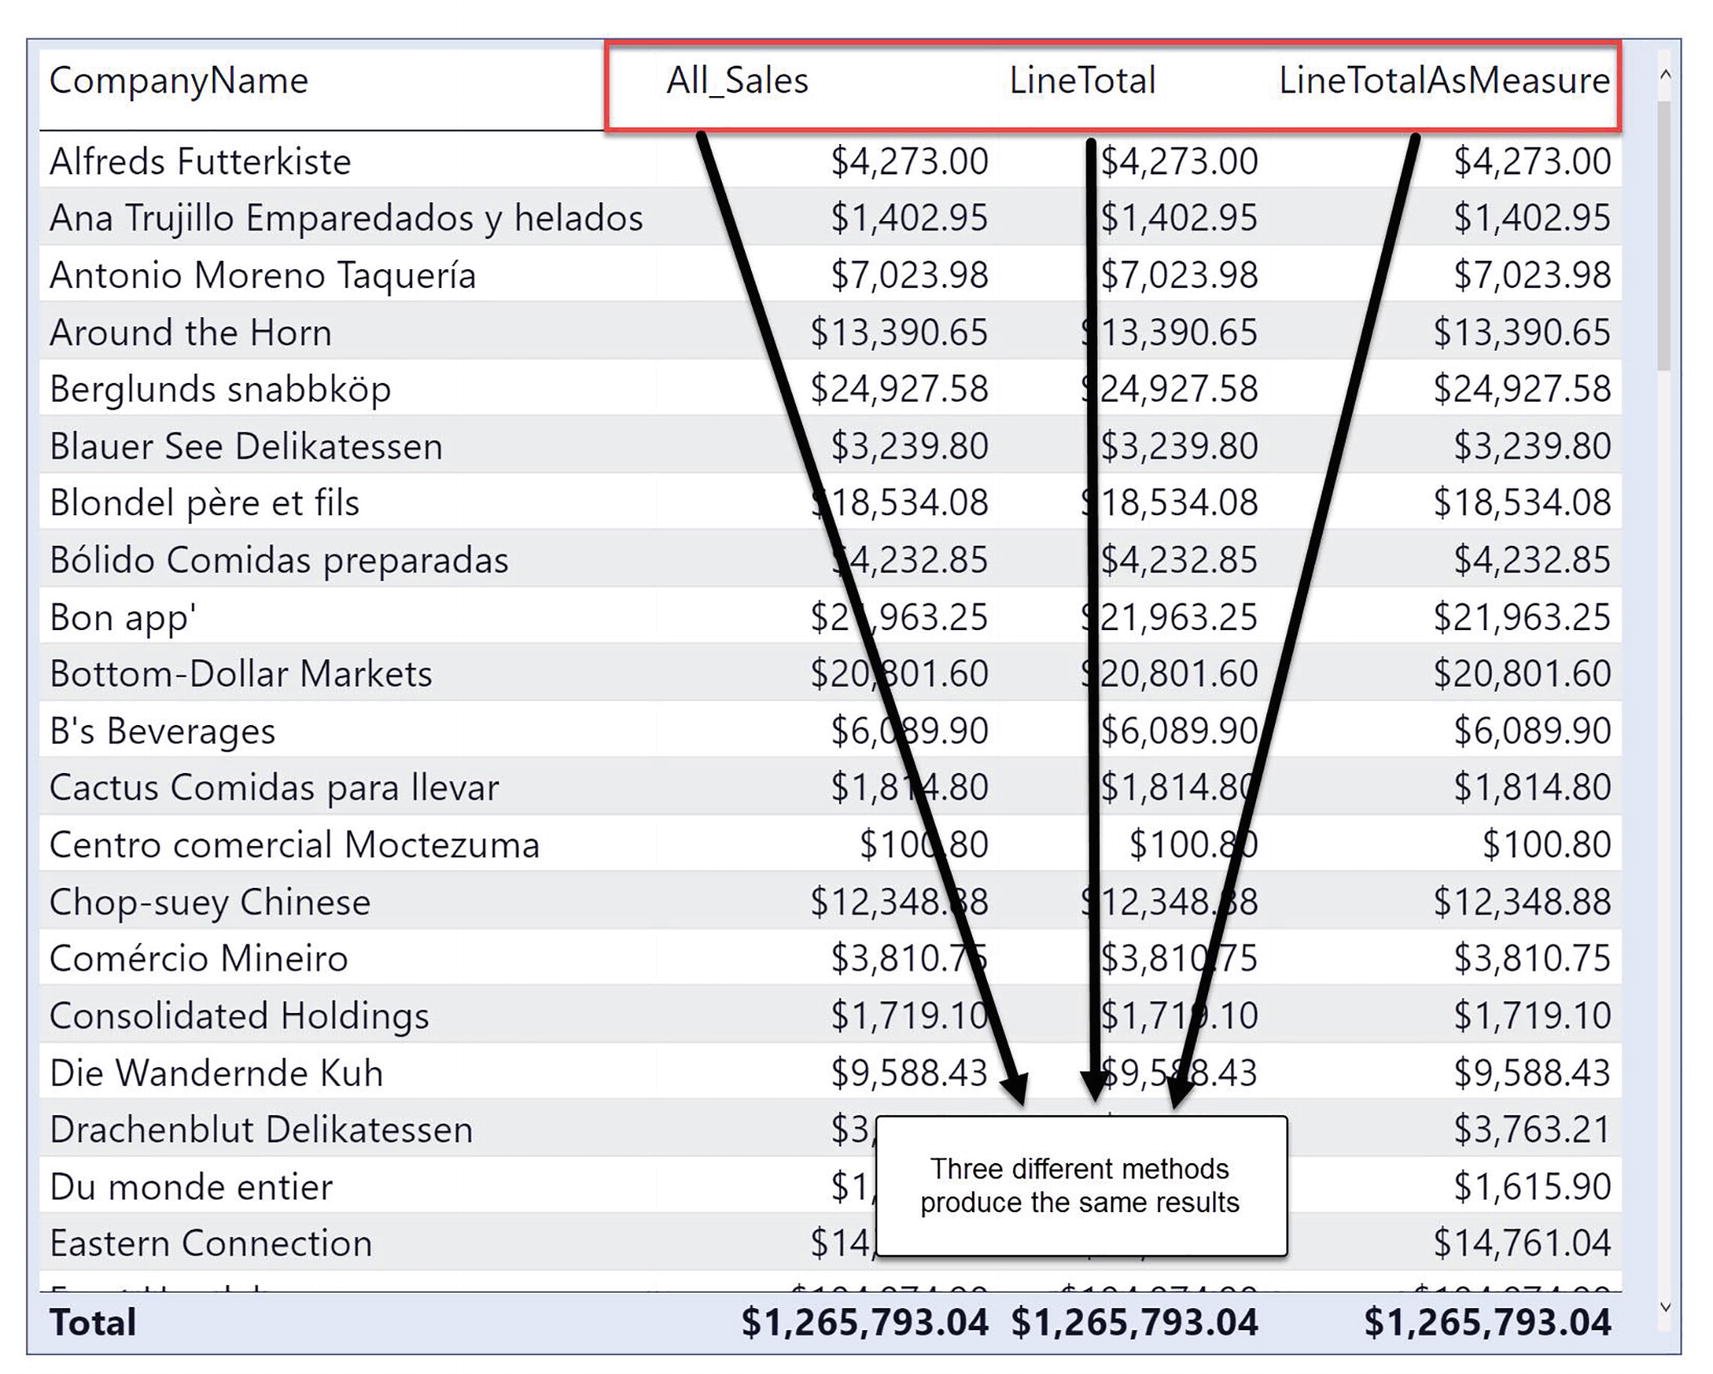 CompanyName All_Sales LineTotal LineTotalAsMeasure
Alfreds Futterkiste $4,273.00 $4,273.00 $4,273.00
Ana Trujillo Emparedados y helados $1,402.95 $1,402.95 $1,402.95
Antonio Moreno Taquería $7,023.98 $7,023.98 $7,023.98
Around the Horn $13,390.65 $13,390.65 $13,390.65
Berglunds snabbköp $24,927.58 $24,927.58 $24,927.58
Blauer See Delikatessen $3,239.80 $3,239.80 $3,239.80
Blondel père et fils $18,534.08 $18,534.08 $18,534.08
Bólido Comidas preparadas $4,232.85 $4,232.85 $4,232.85
Bon app' $21,963.25 $21,963.25 $21,963.25
Bottom-Dollar Markets $20,801.60 $20,801.60 $20,801.60
B's Beverages $6,089.90 $6,089.90 $6,089.90
Cactus Comidas para llevar $1,814.80 $1,814.80 $1,814.80
Centro comercial Moctezuma $100.80 $100.80 $100.80
Chop-suey Chinese $12,348.88 $12,348.88 $12,348.88
Comércio Mineiro $3,810.75 $3,810.75 $3,810.75
Consolidated Holdings $1,719.10 $1,719.10 $1,719.10
Die Wandernde Kuh $9,588.43 $9,588.43 $9,588.43
Drachenblut Delikatessen $3, $3,763.21
Three different methods
produce the same results
Du monde entier $1, $1,615.90
Eastern Connection $14, $14,761.04
Total $1,265,793.04 $1,265,793.04 $1,265,793.04